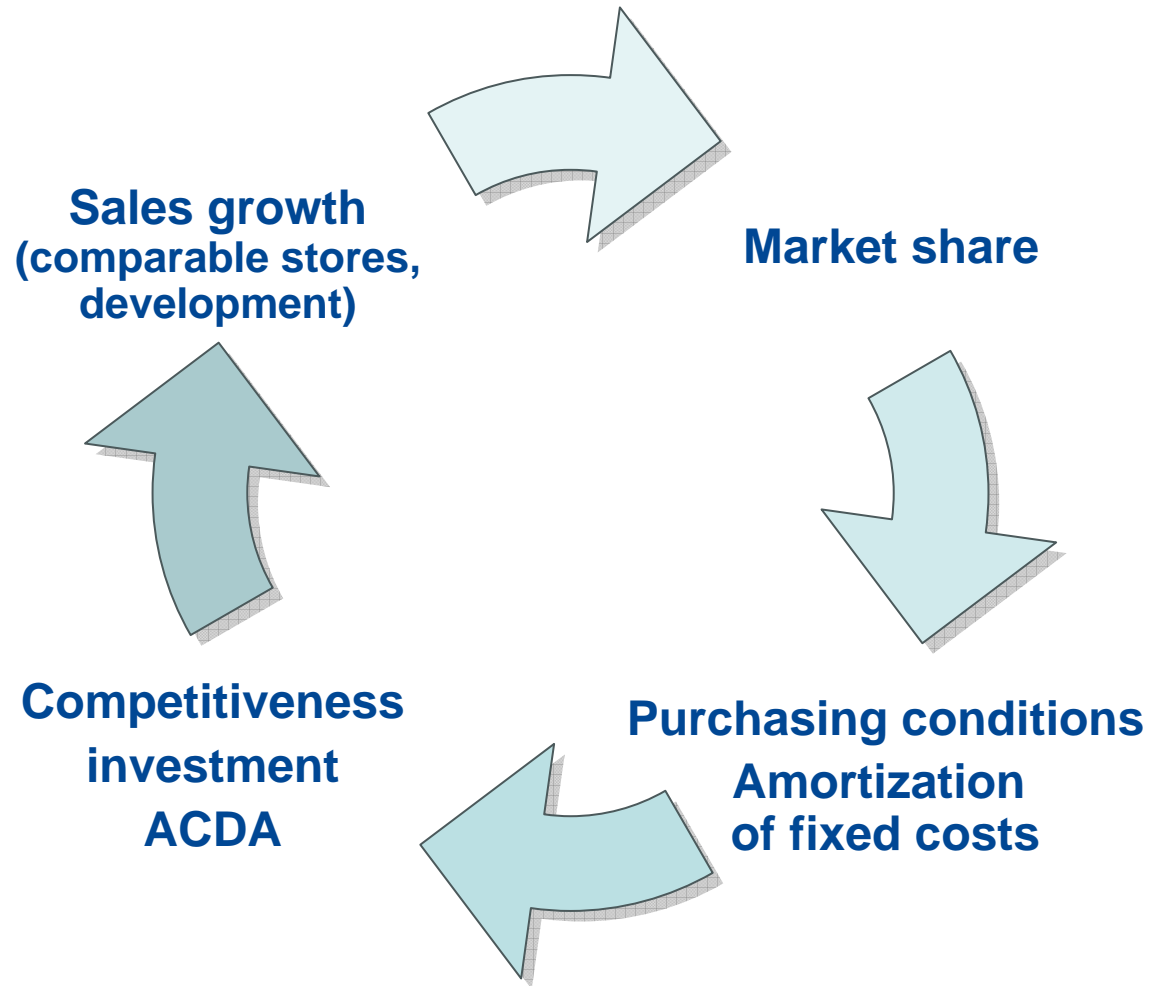 Sales growth
(comparable stores,
development)
Market share
Purchasing conditions
Amortization
of fixed costs
Competitiveness
investment
ACDA